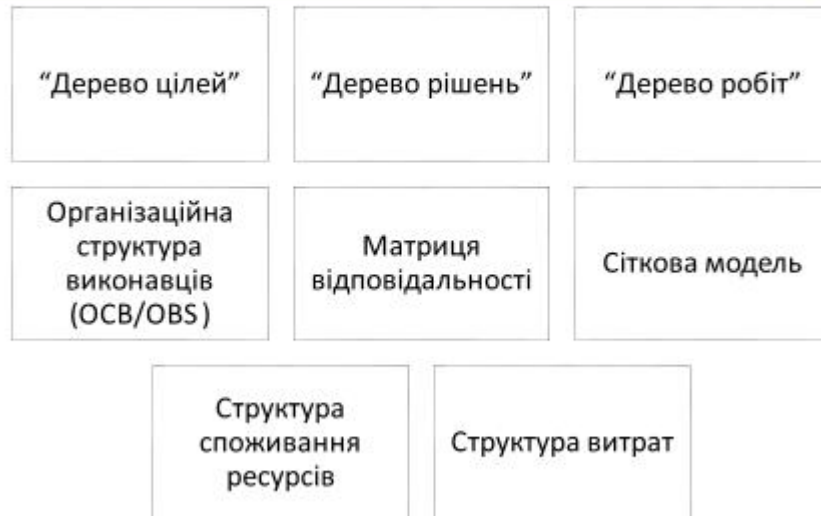 “Дерево цілей”
“Дерево рішень”
“Дерево робіт”
Організаційна
структура
виконавців
(ОСВ/OBS)
Матриця
відповідальності
Сіткова модель
Структура
споживання
ресурсів
Структура витрат